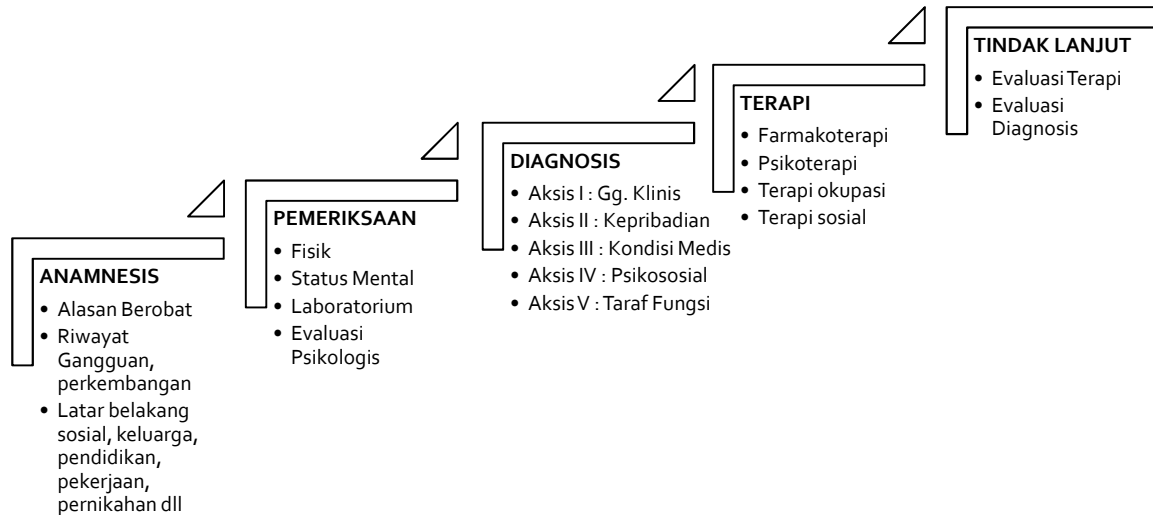 ANAMNESIS
• Alasan Berobat
• Riwayat
Gangguan,
perkembangan
• Latar belakang
sosial, keluarga,
pendidikan,
pekerjaan,
pernikahan dll
PEMERIKSAAN
• Fisik
• Status Mental
• Laboratorium
• Evaluasi
Psikologis
DIAGNOSIS
• Aksis I : Gg. Klinis
• Aksis II : Kepribadian
• Aksis III : Kondisi Medis
• Aksis IV : Psikososial
• Aksis V : Taraf Fungsi
TERAPI
• Farmakoterapi
• Psikoterapi
• Terapi okupasi
• Terapi sosial
TINDAK LANJUT
• Evaluasi Terapi
• Evaluasi
Diagnosis